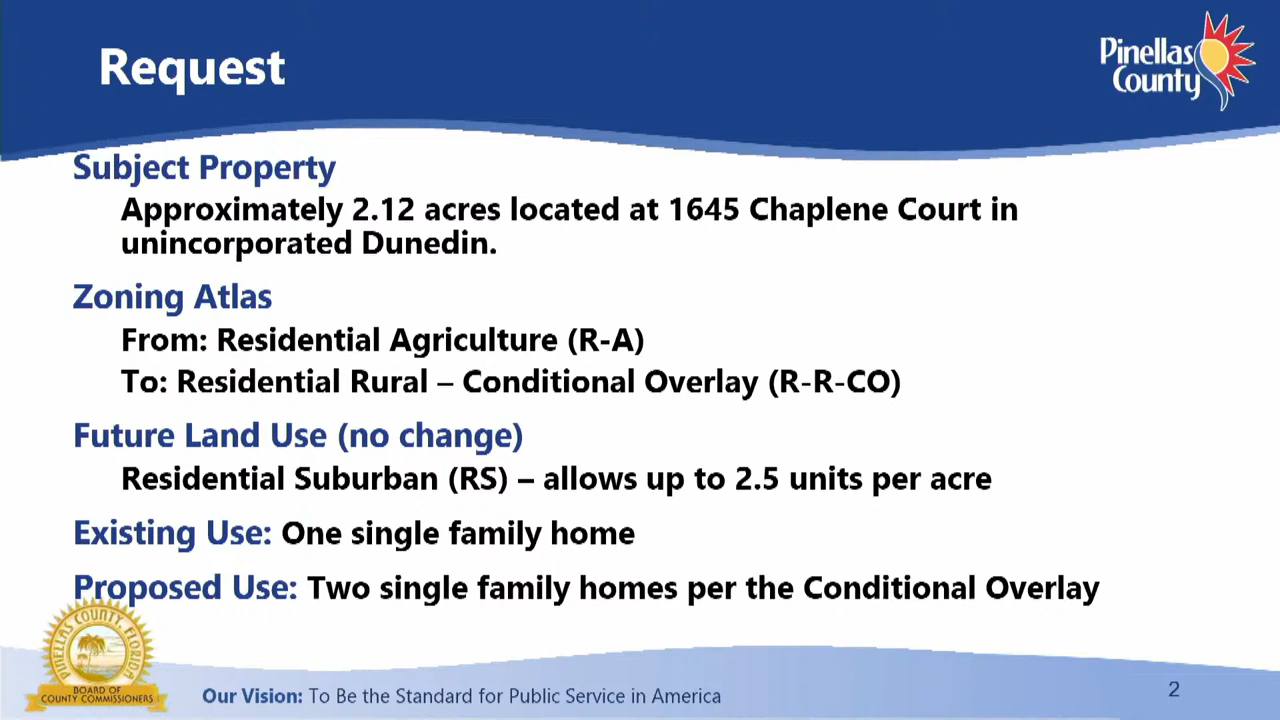 Request
Pinellas
County
Subject Property
Approximately 2.12 acres located at 1645 Chaplene Court in
unincorporated Dunedin.
Zoning Atlas
From: Residential Agriculture (R-A)
To: Residential Rural – Conditional Overlay (R-R-CO)
Future Land Use (no change)
Residential Suburban (RS) – allows up to 2.5 units per acre
Existing Use: One single family home
Proposed Use: Two single family homes per the Conditional Overlay
PINELLAS COUNTY, FLORIDA
BOARD OF
COUNTY COMMISSIONERS
Our Vision: To Be the Standard for Public Service in America
2